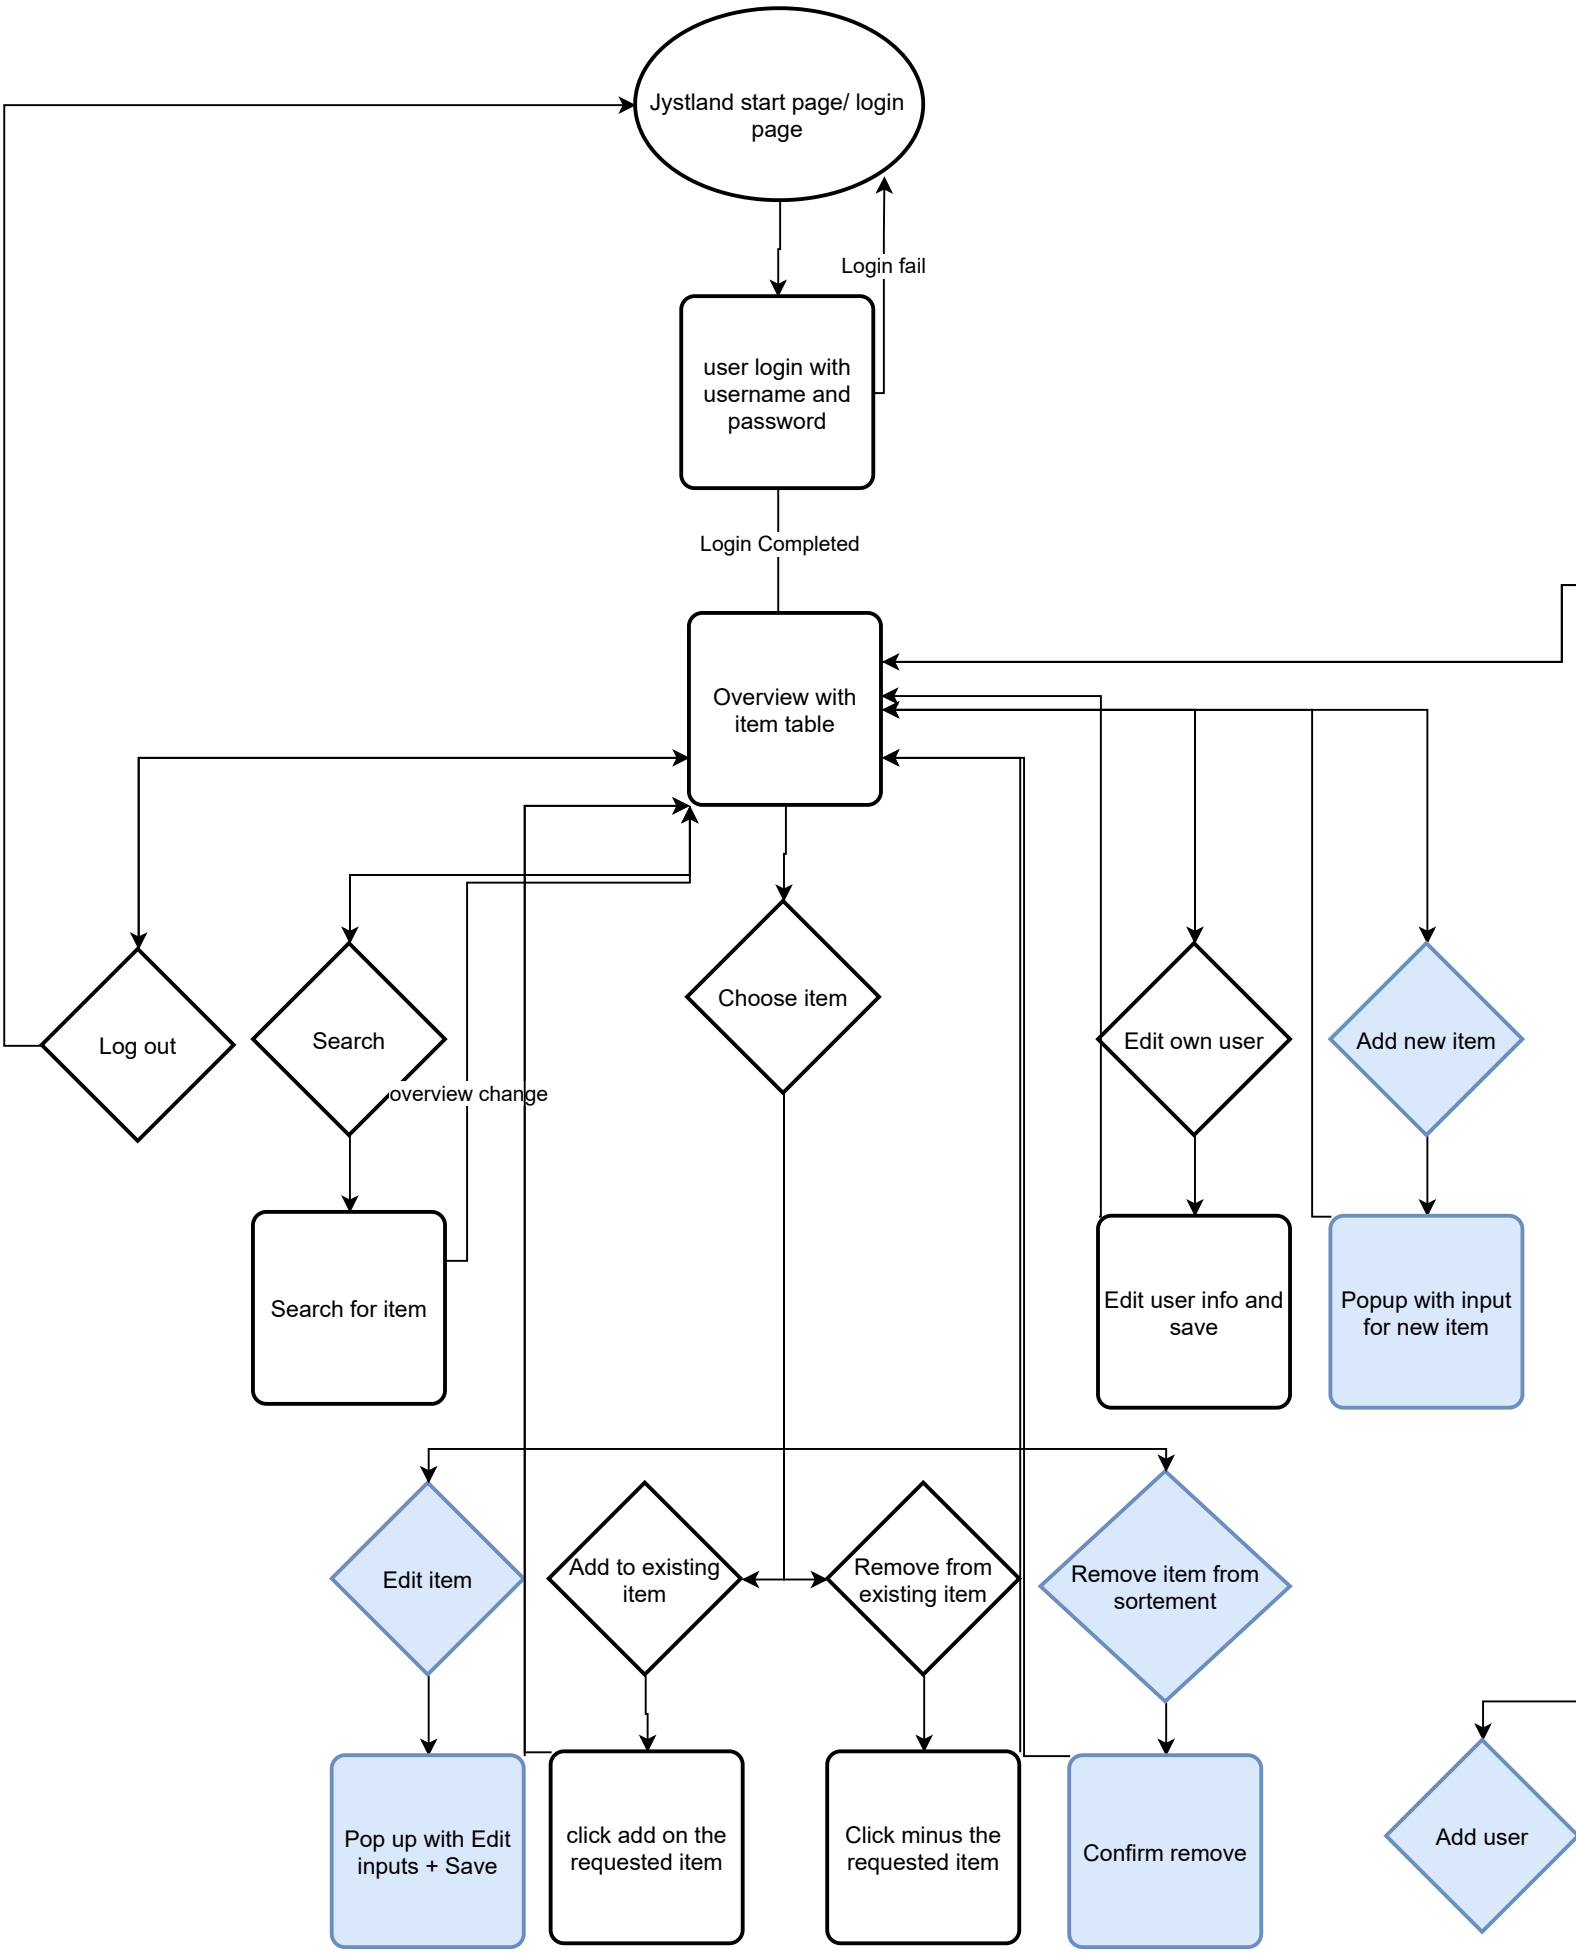 Jystland start page/ login
page
Login fail
user login with
username and
password
Login Completed
Overview with
item table
Log out
Search
overview change
Choose item
Edit own user
Add new item
Search for item
Edit user info and
save
Popup with input
for new item
Edit item
Add to existing
item
Remove from
existing item
Remove item from
sortement
Pop up with Edit
inputs + Save
click add on the
requested item
Click minus the
requested item
Confirm remove
Add user